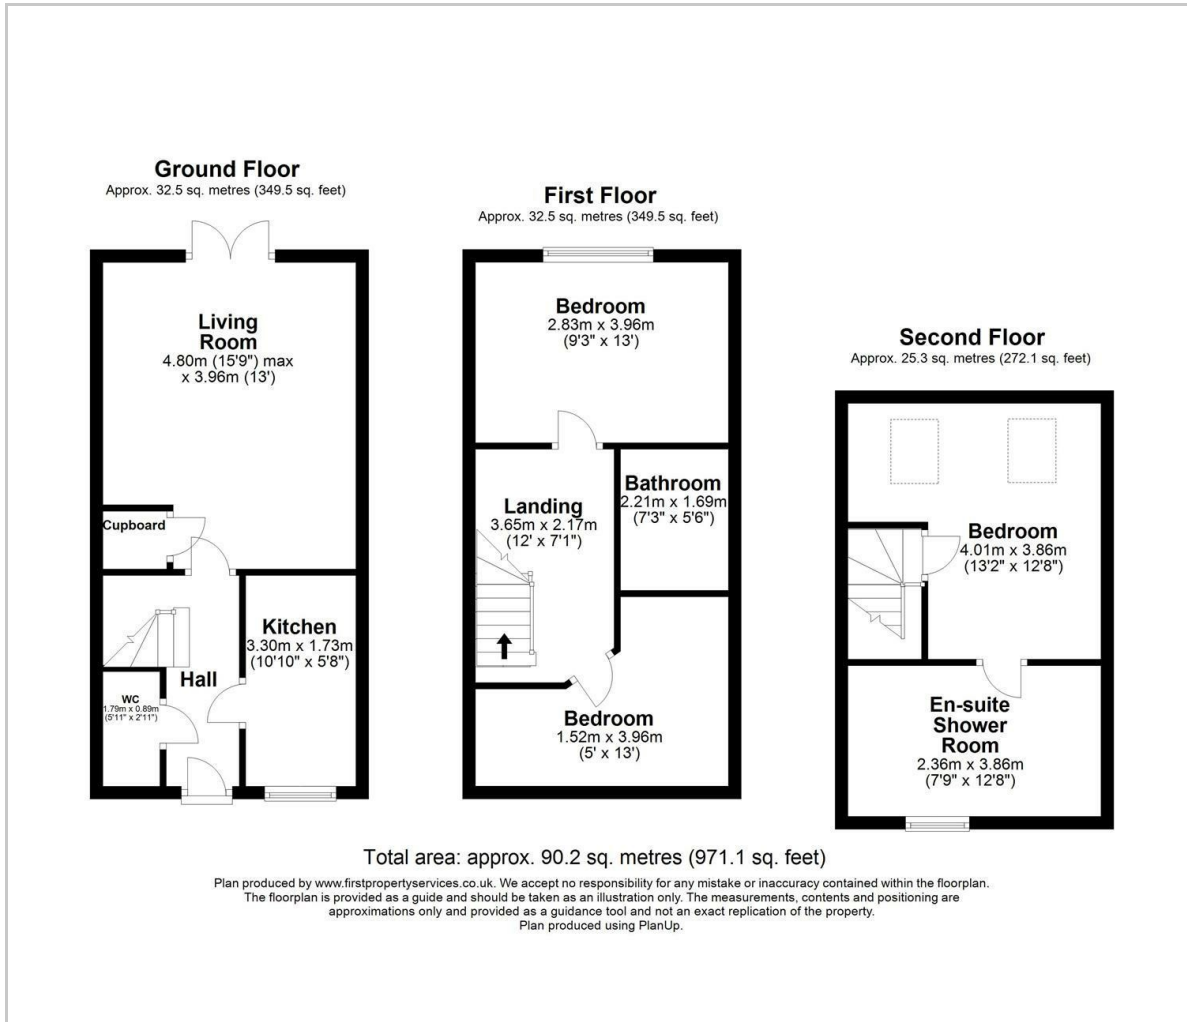 Ground Floor
Approx. 32.5 sq. metres (349.5 sq. feet)
Living
Room
4.80m (15'9") max
x 3.96m (13')
Cupboard
Kitchen
3.30m x 1.73m
(10'10" x 5'8")
Hall
WC
1.79m x 0.89m
(5'11" x 2'11")
First Floor
Approx. 32.5 sq. metres (349.5 sq. feet)
Bedroom
2.83m x 3.96m
(9'3" x 13')
Bathroom
2.21m x 1.69m
(7'3" x 5'6")
Landing
3.65m x 2.17m
(12' x 7'1")
Bedroom
1.52m x 3.96m
(5' x 13')
Second Floor
Approx. 25.3 sq. metres (272.1 sq. feet)
Bedroom
4.01m x 3.86m
(13'2" x 12'8")
En-suite
Shower
Room
2.36m x 3.86m
(7'9" x 12'8")
Total area: approx. 90.2 sq. metres (971.1 sq. feet)
Plan produced by www.firstpropertyservices.co.uk. We accept no responsibility for any mistake or inaccuracy contained within the floorplan.
The floorplan is provided as a guide and should be taken as an illustration only. The measurements, contents and positioning are
approximations only and provided as a guidance tool and not an exact replication of the property.
Plan produced using PlanUp.